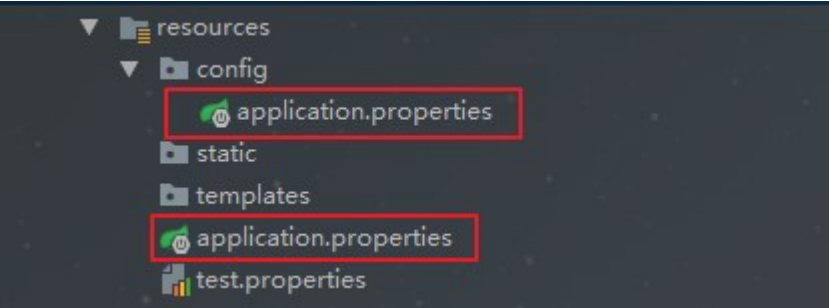 resources
config
application.properties
static
templates
application.properties
test.properties